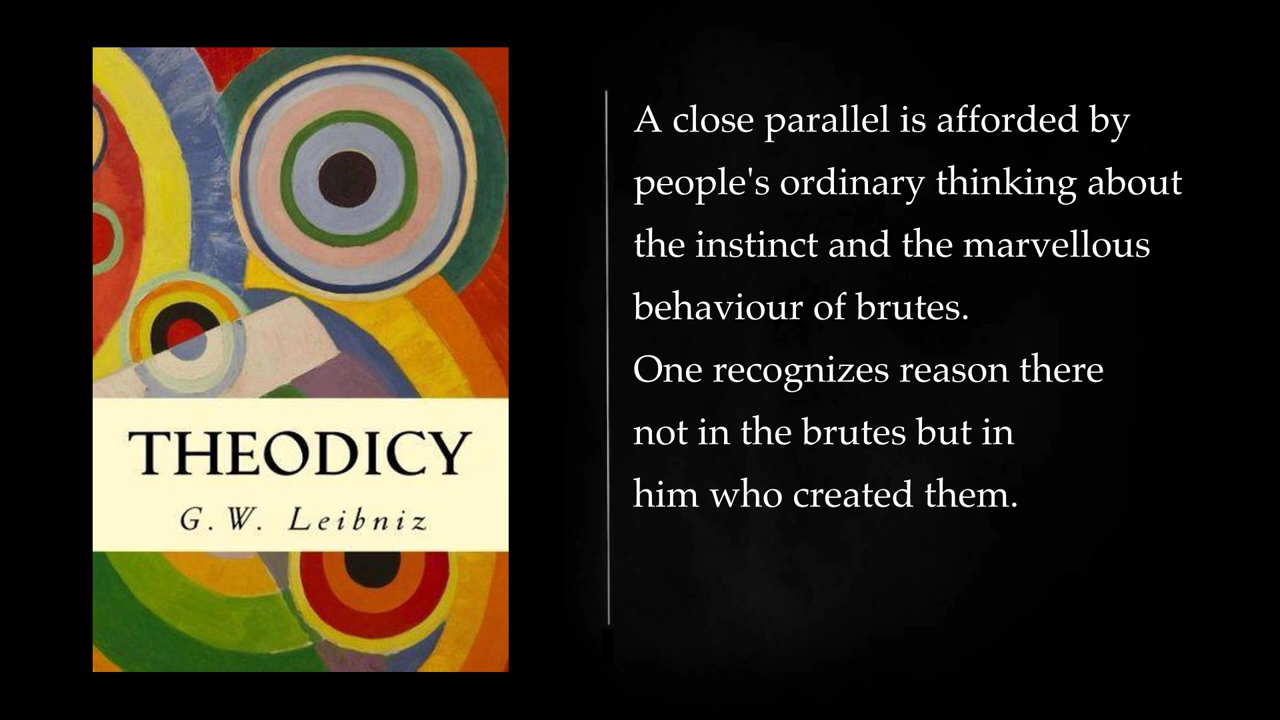 THEODICY
G. W. Leibniz
A close parallel is afforded by
people's ordinary thinking about
the instinct and the marvellous
behaviour of brutes.
One recognizes reason there
not in the brutes but in
him who created them.